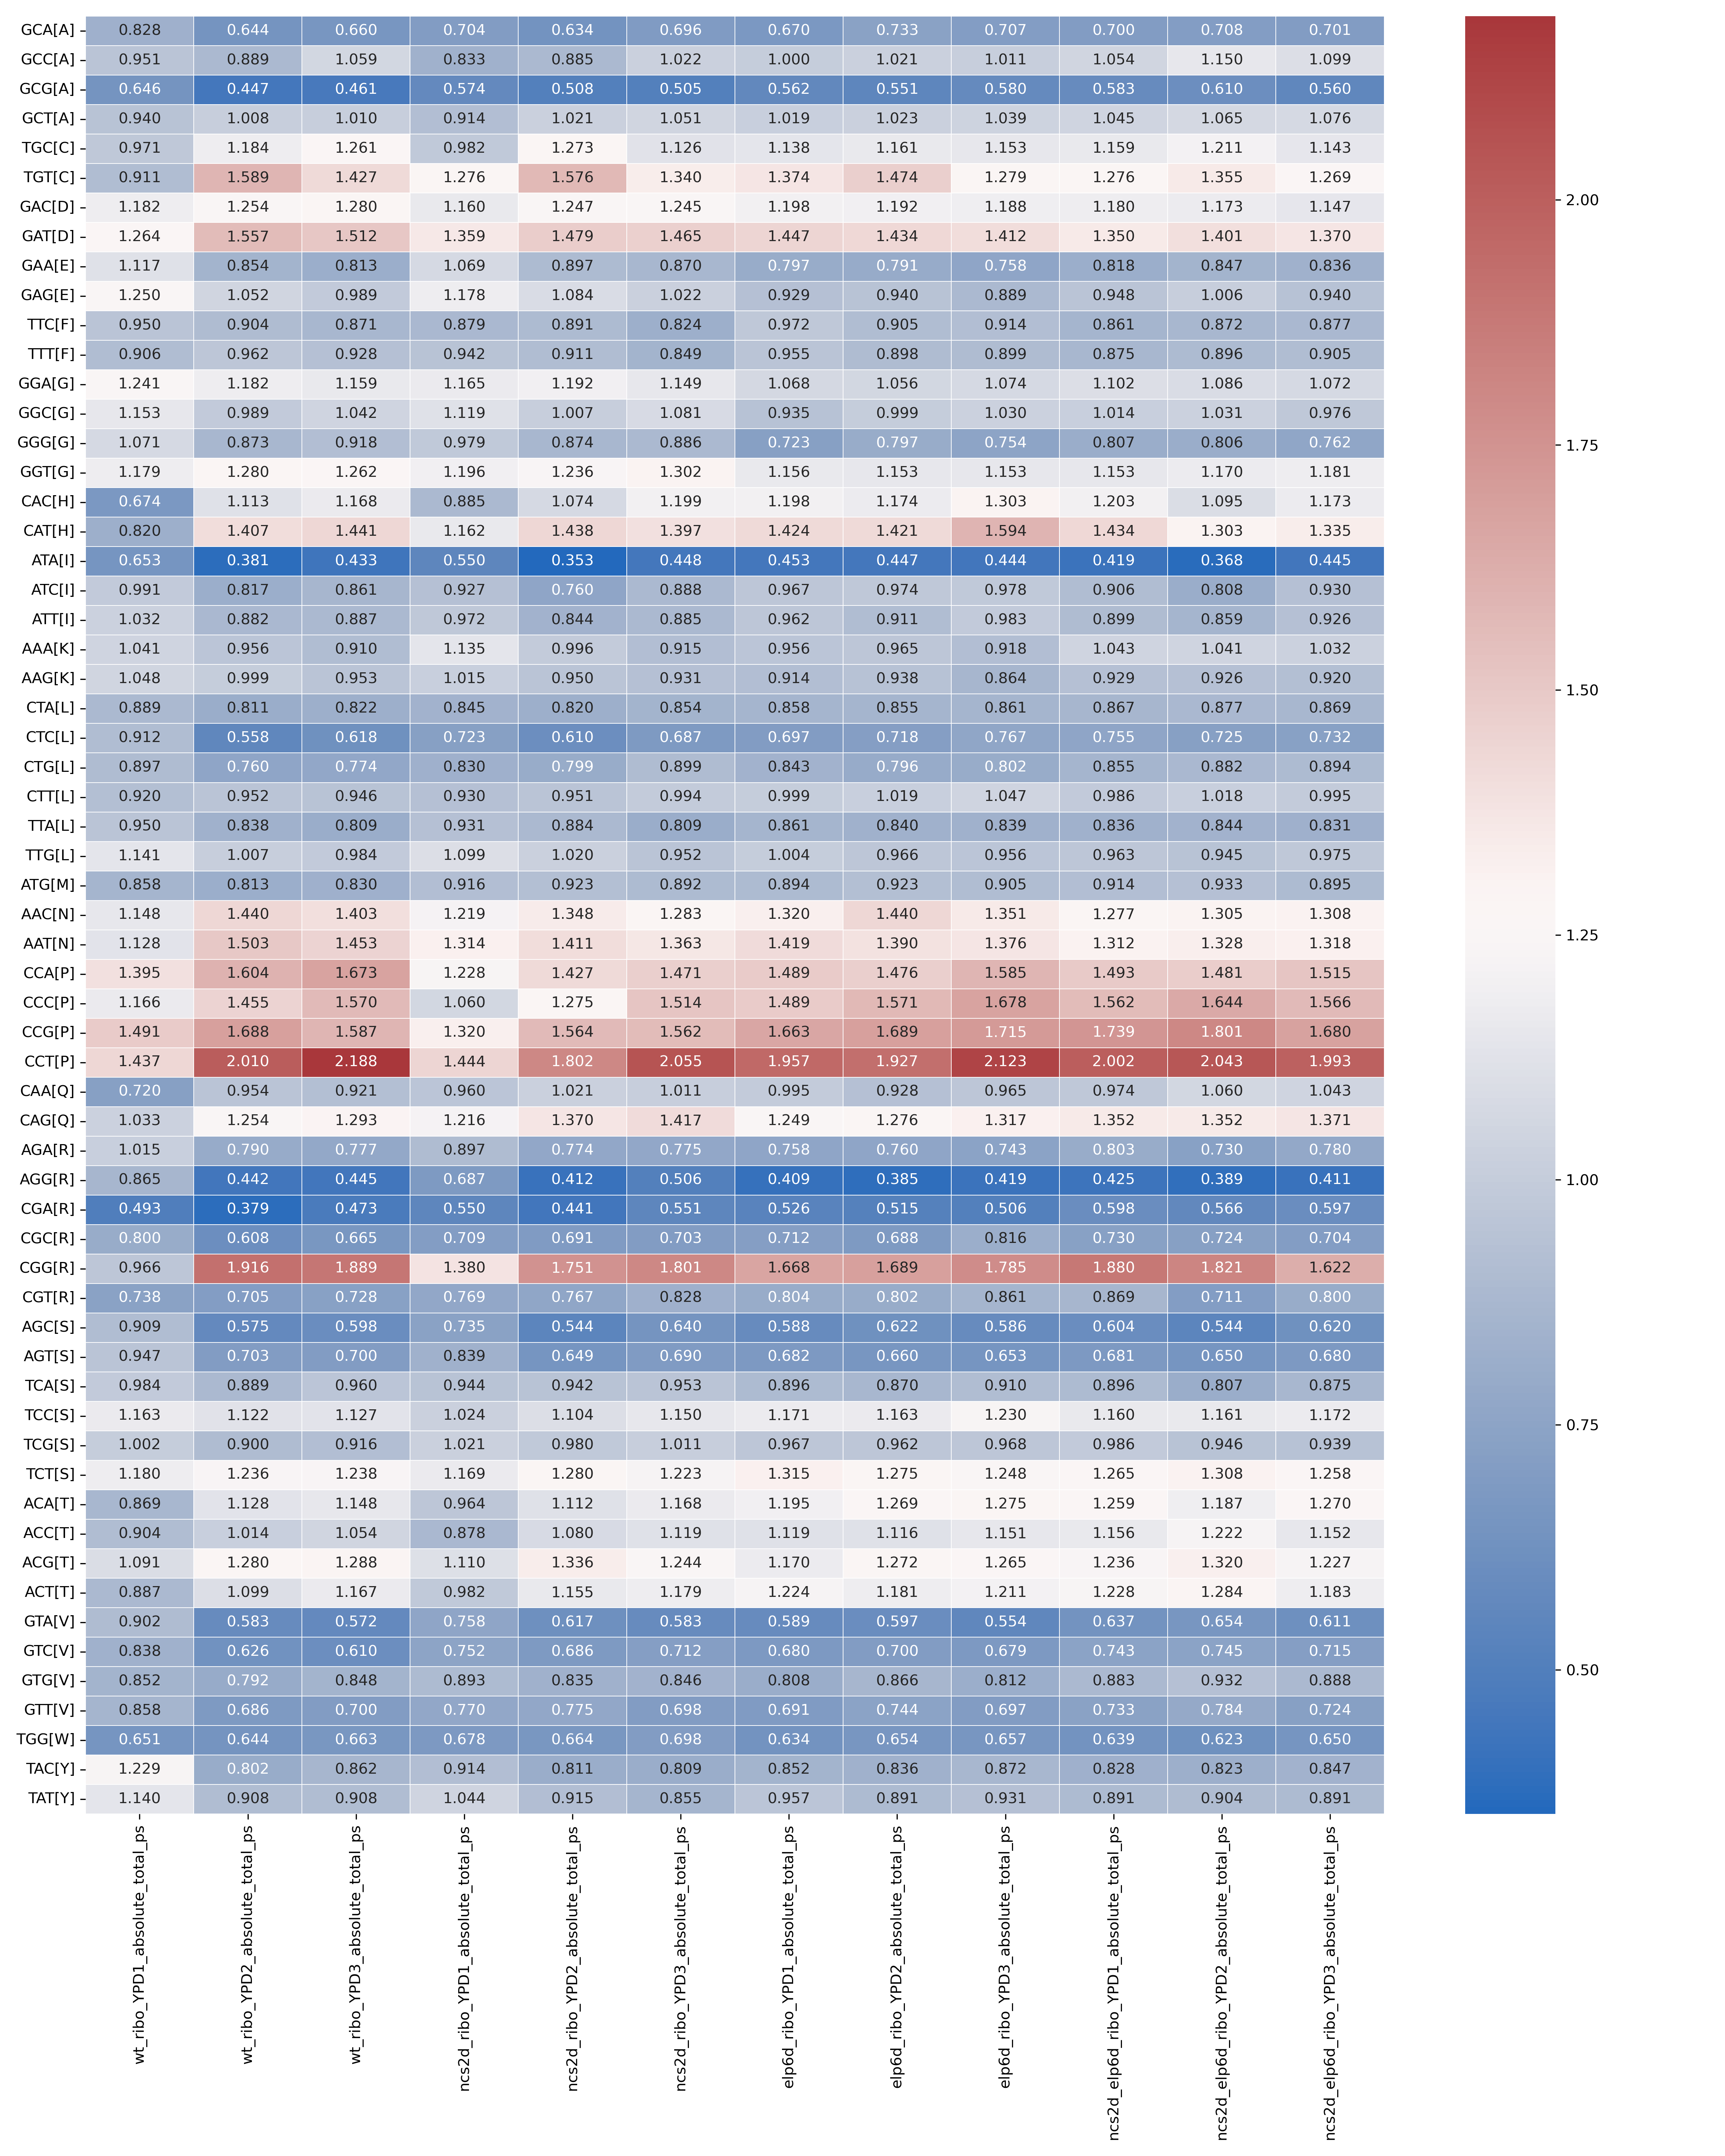 GCA[A] 0.828 0.644 0.660 0.704 0.634 0.696 0.670 0.733 0.707 0.700 0.708 0.701
GCC[A] 0.951 0.889 1.059 0.833 0.885 1.022 1.000 1.021 1.011 1.054 1.150 1.099
GCG[A] 0.646 0.447 0.461 0.574 0.508 0.505 0.562 0.551 0.580 0.583 0.610 0.560
GCT[A] 0.940 1.008 1.010 0.914 1.021 1.051 1.019 1.023 1.039 1.045 1.065 1.076
TGC[C] 0.971 1.184 1.261 0.982 1.273 1.126 1.138 1.161 1.153 1.159 1.211 1.143
TGT[C] 0.911 1.589 1.427 1.276 1.576 1.340 1.374 1.474 1.279 1.276 1.355 1.269
GAC[D] 1.182 1.254 1.280 1.160 1.247 1.245 1.198 1.192 1.188 1.180 1.173 1.147
2.00
GAT[D] 1.264 1.557 1.512 1.359 1.479 1.465 1.447 1.434 1.412 1.350 1.401 1.370
GAA[E] 1.117 0.854 0.813 1.069 0.897 0.870 0.797 0.791 0.758 0.818 0.847 0.836
GAG[E] 1.250 1.052 0.989 1.178 1.084 1.022 0.929 0.940 0.889 0.948 1.006 0.940
TTC[F] 0.950 0.904 0.871 0.879 0.891 0.824 0.972 0.905 0.914 0.861 0.872 0.877
TTT[F] 0.906 0.962 0.928 0.942 0.911 0.849 0.955 0.898 0.899 0.875 0.896 0.905
GGA[G] 1.241 1.182 1.159 1.165 1.192 1.149 1.068 1.056 1.074 1.102 1.086 1.072
GGC[G] 1.153 0.989 1.042 1.119 1.007 1.081 0.935 0.999 1.030 1.014 1.031 0.976
GGG[G] 1.071 0.873 0.918 0.979 0.874 0.886 0.723 0.797 0.754 0.807 0.806 0.762
1.75
GGT[G] 1.179 1.280 1.262 1.196 1.236 1.302 1.156 1.153 1.153 1.153 1.170 1.181
CAC[H] 0.674 1.113 1.168 0.885 1.074 1.199 1.198 1.174 1.303 1.203 1.095 1.173
CAT[H] 0.820 1.407 1.441 1.162 1.438 1.397 1.424 1.421 1.594 1.434 1.303 1.335
ATA[I] 0.653 0.381 0.433 0.550 0.353 0.448 0.453 0.447 0.444 0.419 0.368 0.445
ATC[I] 0.991 0.817 0.861 0.927 0.760 0.888 0.967 0.974 0.978 0.906 0.808 0.930
ATT[I] 1.032 0.882 0.887 0.972 0.844 0.885 0.962 0.911 0.983 0.899 0.859 0.926
AAA[K] 1.041 0.956 0.910 1.135 0.996 0.915 0.956 0.965 0.918 1.043 1.041 1.032
AAG[K] 1.048 0.999 0.953 1.015 0.950 0.931 0.914 0.938 0.864 0.929 0.926 0.920
1.50
CTA[L] 0.889 0.811 0.822 0.845 0.820 0.854 0.858 0.855 0.861 0.867 0.877 0.869
CTC[L] 0.912 0.558 0.618 0.723 0.610 0.687 0.697 0.718 0.767 0.755 0.725 0.732
CTG[L] 0.897 0.760 0.774 0.830 0.799 0.899 0.843 0.796 0.802 0.855 0.882 0.894
CTT[L] 0.920 0.952 0.946 0.930 0.951 0.994 0.999 1.019 1.047 0.986 1.018 0.995
TTA[L] 0.950 0.838 0.809 0.931 0.884 0.809 0.861 0.840 0.839 0.836 0.844 0.831
TTG[L] 1.141 1.007 0.984 1.099 1.020 0.952 1.004 0.966 0.956 0.963 0.945 0.975
ATG[M] 0.858 0.813 0.830 0.916 0.923 0.892 0.894 0.923 0.905 0.914 0.933 0.895
AAC[N] 1.148 1.440 1.403 1.219 1.348 1.283 1.320 1.440 1.351 1.277 1.305 1.308
1.25
AAT[N] 1.128 1.503 1.453 1.314 1.411 1.363 1.419 1.390 1.376 1.312 1.328 1.318
CCA[P] 1.395 1.604 1.673 1.228 1.427 1.471 1.489 1.476 1.585 1.493 1.481 1.515
CCC[P] 1.166 1.455 1.570 1.060 1.275 1.514 1.489 1.571 1.678 1.562 1.644 1.566
CCG[P] 1.491 1.688 1.587 1.320 1.564 1.562 1.663 1.689 1.715 1.739 1.801 1.680
CCT[P] 1.437 2.010 2.188 1.444 1.802 2.055 1.957 1.927 2.123 2.002 2.043 1.993
CAA[Q] 0.720 0.954 0.921 0.960 1.021 1.011 0.995 0.928 0.965 0.974 1.060 1.043
CAG[Q] 1.033 1.254 1.293 1.216 1.370 1.417 1.249 1.276 1.317 1.352 1.352 1.371
AGA[R] 1.015 0.790 0.777 0.897 0.774 0.775 0.758 0.760 0.743 0.803 0.730 0.780
AGG[R] 0.865 0.442 0.445 0.687 0.412 0.506 0.409 0.385 0.419 0.425 0.389 0.411
1.00
CGA[R] 0.493 0.379 0.473 0.550 0.441 0.551 0.526 0.515 0.506 0.598 0.566 0.597
CGC[R] 0.800 0.608 0.665 0.709 0.691 0.703 0.712 0.688 0.816 0.730 0.724 0.704
CGG[R] 0.966 1.916 1.889 1.380 1.751 1.801 1.668 1.689 1.785 1.880 1.821 1.622
CGT[R] 0.738 0.705 0.728 0.769 0.767 0.828 0.804 0.802 0.861 0.869 0.711 0.800
AGC[S] 0.909 0.575 0.598 0.735 0.544 0.640 0.588 0.622 0.586 0.604 0.544 0.620
AGT[S] 0.947 0.703 0.700 0.839 0.649 0.690 0.682 0.660 0.653 0.681 0.650 0.680
TCA[S] 0.984 0.889 0.960 0.944 0.942 0.953 0.896 0.870 0.910 0.896 0.807 0.875
TCC[S] 1.163 1.122 1.127 1.024 1.104 1.150 1.171 1.163 1.230 1.160 1.161 1.172
0.75
TCG[S] 1.002 0.900 0.916 1.021 0.980 1.011 0.967 0.962 0.968 0.986 0.946 0.939
TCT[S] 1.180 1.236 1.238 1.169 1.280 1.223 1.315 1.275 1.248 1.265 1.308 1.258
ACA[T] 0.869 1.128 1.148 0.964 1.112 1.168 1.195 1.269 1.275 1.259 1.187 1.270
ACC[T] 0.904 1.014 1.054 0.878 1.080 1.119 1.119 1.116 1.151 1.156 1.222 1.152
ACG[T] 1.091 1.280 1.288 1.110 1.336 1.244 1.170 1.272 1.265 1.236 1.320 1.227
ACT[T] 0.887 1.099 1.167 0.982 1.155 1.179 1.224 1.181 1.211 1.228 1.284 1.183
GTA[V] 0.902 0.583 0.572 0.758 0.617 0.583 0.589 0.597 0.554 0.637 0.654 0.611
GTC[V] 0.838 0.626 0.610 0.752 0.686 0.712 0.680 0.700 0.679 0.743 0.745 0.715
0.50
GTG[V] 0.852 0.792 0.848 0.893 0.835 0.846 0.808 0.866 0.812 0.883 0.932 0.888
GTT[V] 0.858 0.686 0.700 0.770 0.775 0.698 0.691 0.744 0.697 0.733 0.784 0.724
TGG[W] 0.651 0.644 0.663 0.678 0.664 0.698 0.634 0.654 0.657 0.639 0.623 0.650
TAC[Y] 1.229 0.802 0.862 0.914 0.811 0.809 0.852 0.836 0.872 0.828 0.823 0.847
TAT[Y] 1.140 0.908 0.908 1.044 0.915 0.855 0.957 0.891 0.931 0.891 0.904 0.891
wt_ribo_YPD1_absolute_total_ps
wt_ribo_YPD2_absolute_total_ps
wt_ribo_YPD3_absolute_total_ps
ncs2d_ribo_YPD1_absolute_total_ps
ncs2d_ribo_YPD2_absolute_total_ps
ncs2d_ribo_YPD3_absolute_total_ps
elp6d_ribo_YPD1_absolute_total_ps
elp6d_ribo_YPD2_absolute_total_ps
elp6d_ribo_YPD3_absolute_total_ps
ncs2d_elp6d_ribo_YPD1_absolute_total_ps
ncs2d_elp6d_ribo_YPD2_absolute_total_ps
ncs2d_elp6d_ribo_YPD3_absolute_total_ps